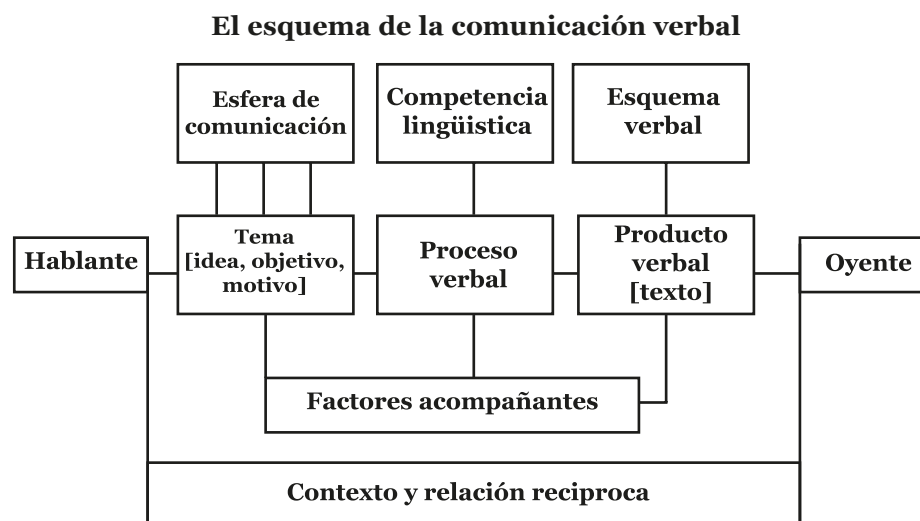 El esquema de la comunicación verbal
Esfera de
comunicación
Competencia
lingüistica
Esquema
verbal
Hablante
Tema
[idea, objetivo,
motivo]
Proceso
verbal
Producto
verbal
[texto]
Oyente
Factores acompañantes
Contexto y relación reciproca